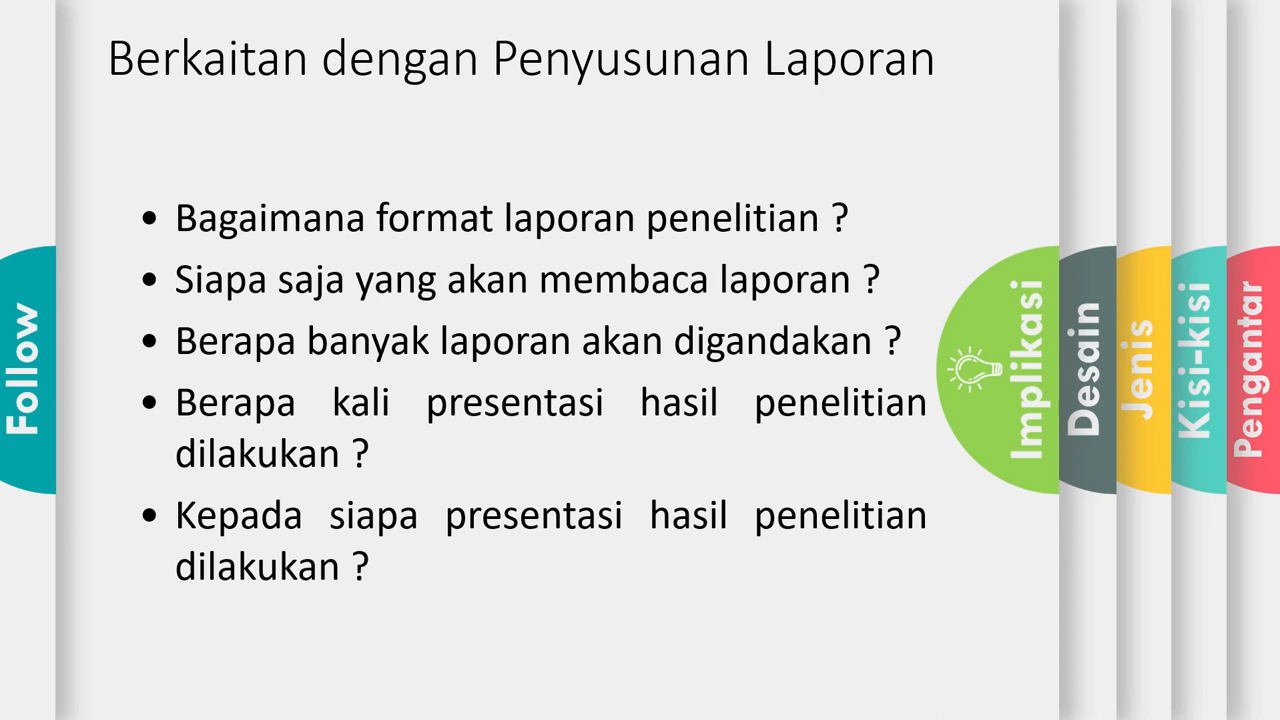 Berkaitan dengan Penyusunan Laporan
• Bagaimana format laporan penelitian ?
• Siapa saja yang akan membaca laporan ?
• Berapa banyak laporan akan digandakan ?
• Berapa kali presentasi hasil penelitian
dilakukan ?
• Kepada siapa presentasi hasil penelitian
dilakukan ?
Follow
Implikasi
Desain
Jenis
Kisi-kisi
Pengantar